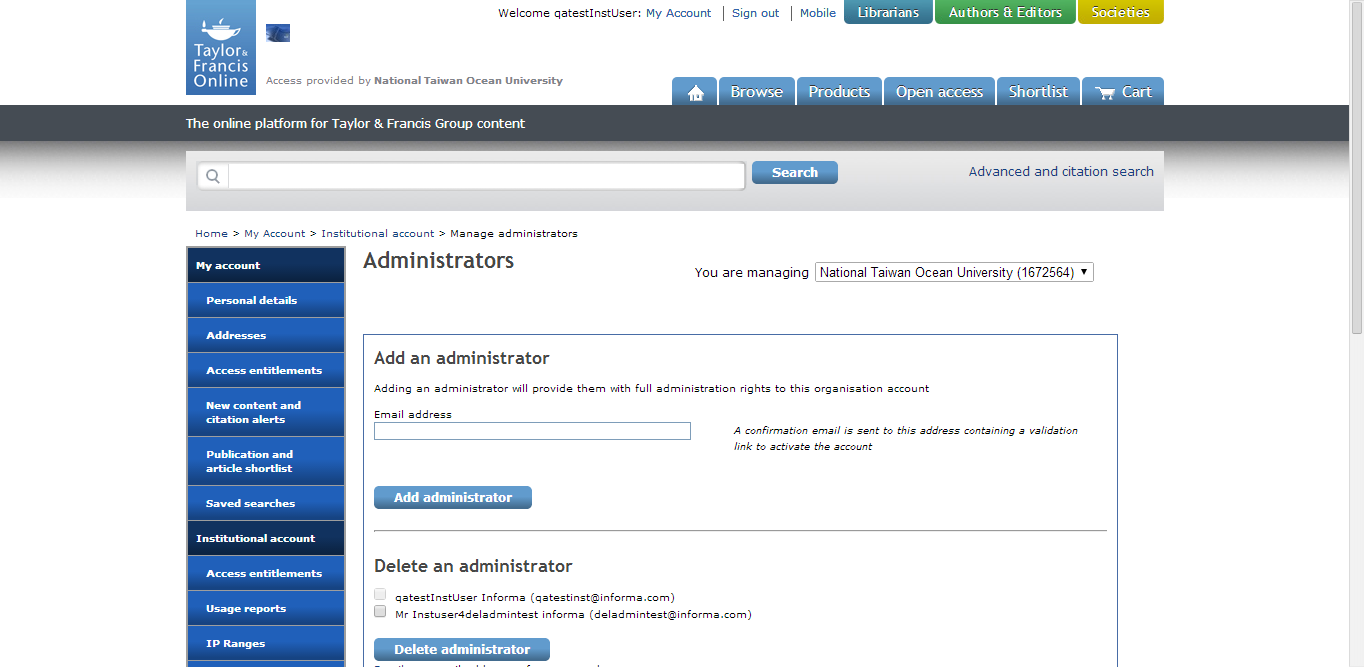 Welcome qatestInstUser: My Account Sign out Mobile Librarians Authors & Editors Societies
Taylor &
Francis
Online
Access provided by National Taiwan Ocean University
Browse Products Open access Shortlist Cart
The online platform for Taylor & Francis Group content
Search Advanced and citation search
Home > My Account > Institutional account > Manage administrators
My account
Personal details
Addresses
Access entitlements
New content and
citation alerts
Publication and
article shortlist
Saved searches
Institutional account
Access entitlements
Usage reports
IP Ranges
Administrators
You are managing National Taiwan Ocean University (1672564)
Add an administrator
Adding an administrator will provide them with full administration rights to this organisation account
Email address
A confirmation email is sent to this address containing a validation
link to activate the account
Add administrator
Delete an administrator
qatestInstUser Informa (qatestinst@informa.com)
Mr Instuser4deladmintest informa (deladmintest@informa.com)
Delete administrator